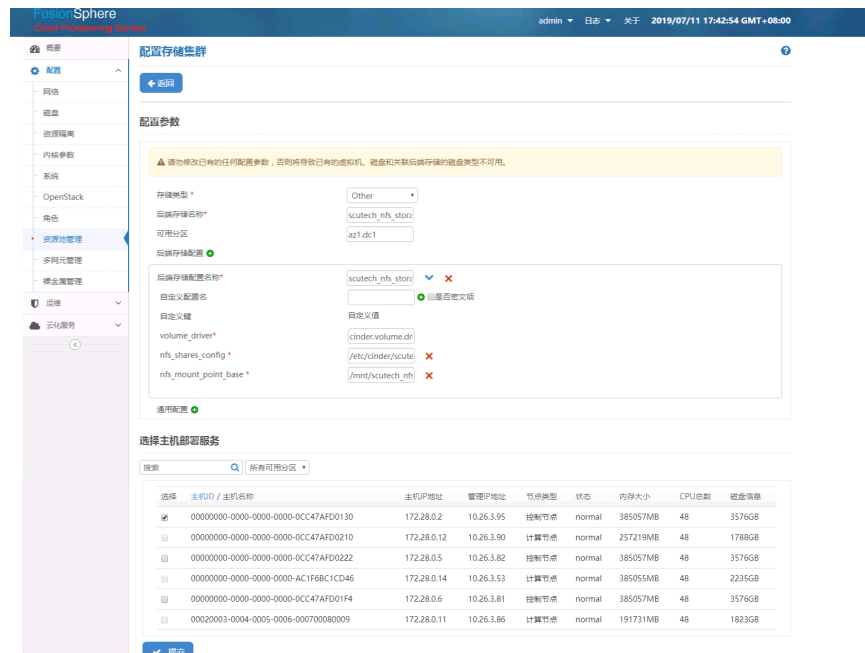 FusionSphere
Cloud Provisioning Service
admin 日志 关于 2019/07/11 17:42:54 GMT+08:00
概要
配置
网络
磁盘
资源隔离
内核参数
系统
OpenStack
角色
资源池管理
多网元管理
裸金属管理
运维
云化服务
配置存储集群
返回
配置参数
请勿修改已有的任何配置参数,否则将导致已有的虚拟机、磁盘和关联后端存储的磁盘类型不可用。
存储类型 * Other
后端存储名称* scutech_nfs_stora
可用分区 az1.dc1
后端存储配置
后端存储配置名称* scutech_nfs_stora
自定义配置名 是否密文项
自定义键 自定义值
volume_driver* cinder.volume.dri
nfs_shares_config * /etc/cinder/scute
nfs_mount_point_base * /mnt/scutech_nfs
通用配置
选择主机部署服务
搜索 所有可用分区
选择 主机ID / 主机名称 主机IP地址 管理IP地址 节点类型 状态 内存大小 CPU总数 磁盘信息
00000000-0000-0000-0000-0CC47AFD0130 172.28.0.2 10.26.3.95 控制节点 normal 385057MB 48 3576GB
00000000-0000-0000-0000-0CC47AFD0210 172.28.0.12 10.26.3.90 计算节点 normal 257219MB 48 1788GB
00000000-0000-0000-0000-0CC47AFD0222 172.28.0.5 10.26.3.82 控制节点 normal 385057MB 48 3576GB
00000000-0000-0000-0000-AC1F6BC1CD46 172.28.0.14 10.26.3.53 计算节点 normal 385055MB 48 2235GB
00000000-0000-0000-0000-0CC47AFD01F4 172.28.0.6 10.26.3.81 控制节点 normal 385057MB 48 3576GB
00020003-0004-0005-0006-000700080009 172.28.0.11 10.26.3.86 计算节点 normal 191731MB 48 1823GB
提交